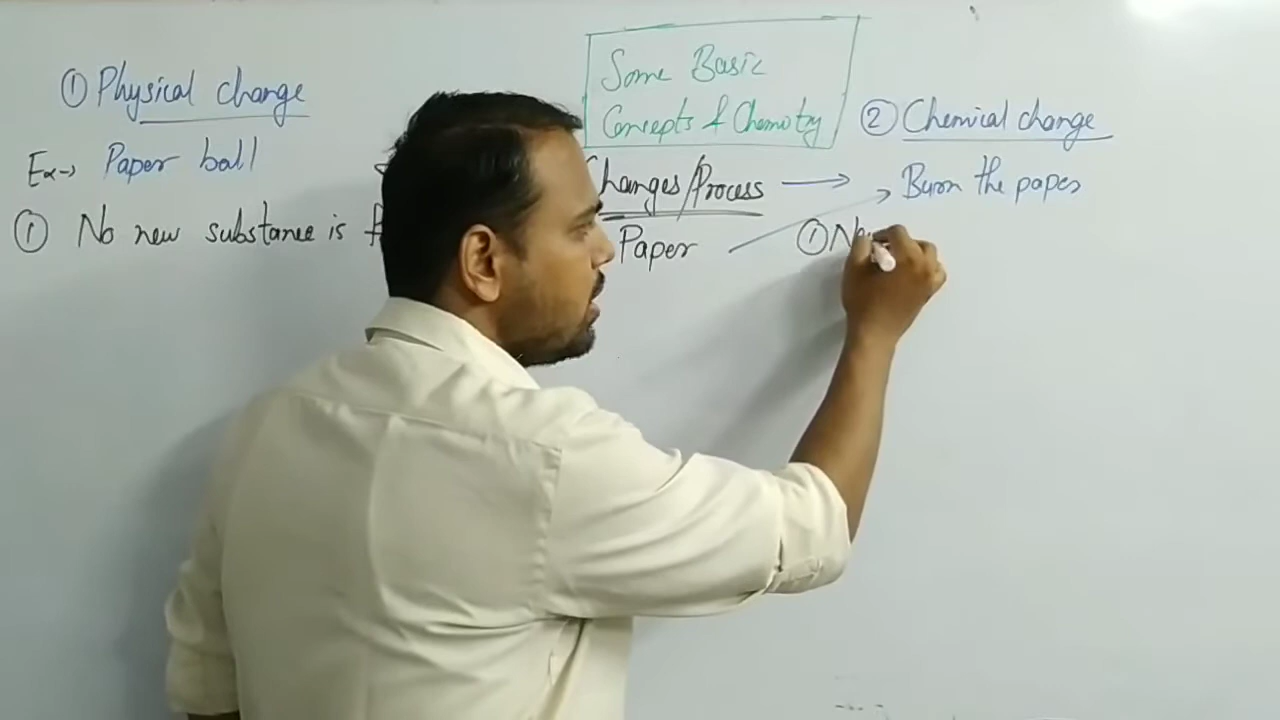 ① Physical change
Ex→ Paper ball
① No new substance is
Some Basic
Concepts of Chemistry
Changes/Process →
Paper
② Chemical change
Burn the paper
①